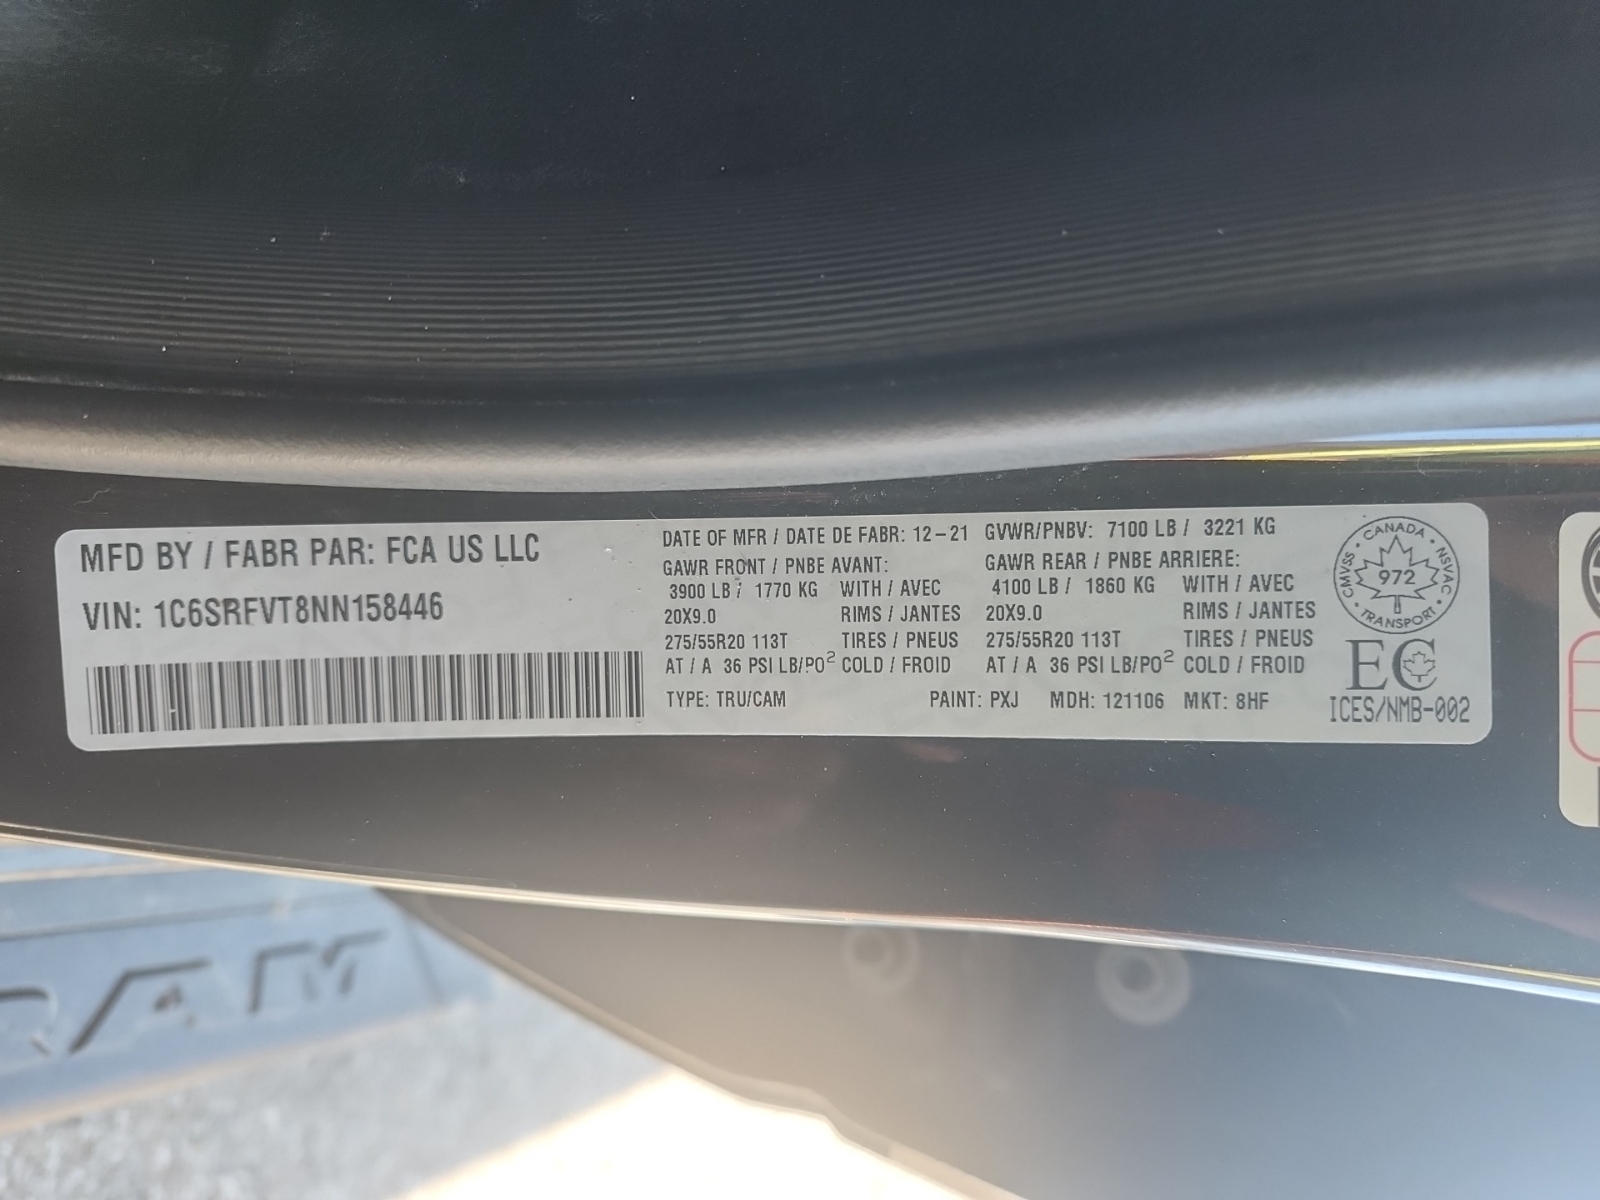 MFD BY / FABR PAR: FCA US LLC
VIN: 1C6SRFVT8NN158446
DATE OF MFR / DATE DE FABR: 12-21 GVWR/PNBV: 7100 LB / 3221 KG
GAWR FRONT / PNBE AVANT: GAWR REAR / PNBE ARRIERE:
3900 LB / 1770 KG WITH / AVEC 4100 LB / 1860 KG WITH / AVEC
20X9.0 RIMS / JANTES 20X9.0 RIMS / JANTES
275/55R20 113T TIRES / PNEUS 275/55R20 113T TIRES / PNEUS
AT / A 36 PSI LB/PO² COLD / FROID AT / A 36 PSI LB/PO² COLD / FROID
TYPE: TRU/CAM PAINT: PXJ MDH: 121106 MKT: 8HF
CMVSS · CANADA · NSVAC · TRANSPORT ·
972
EC
ICES/NMB-002
RAM